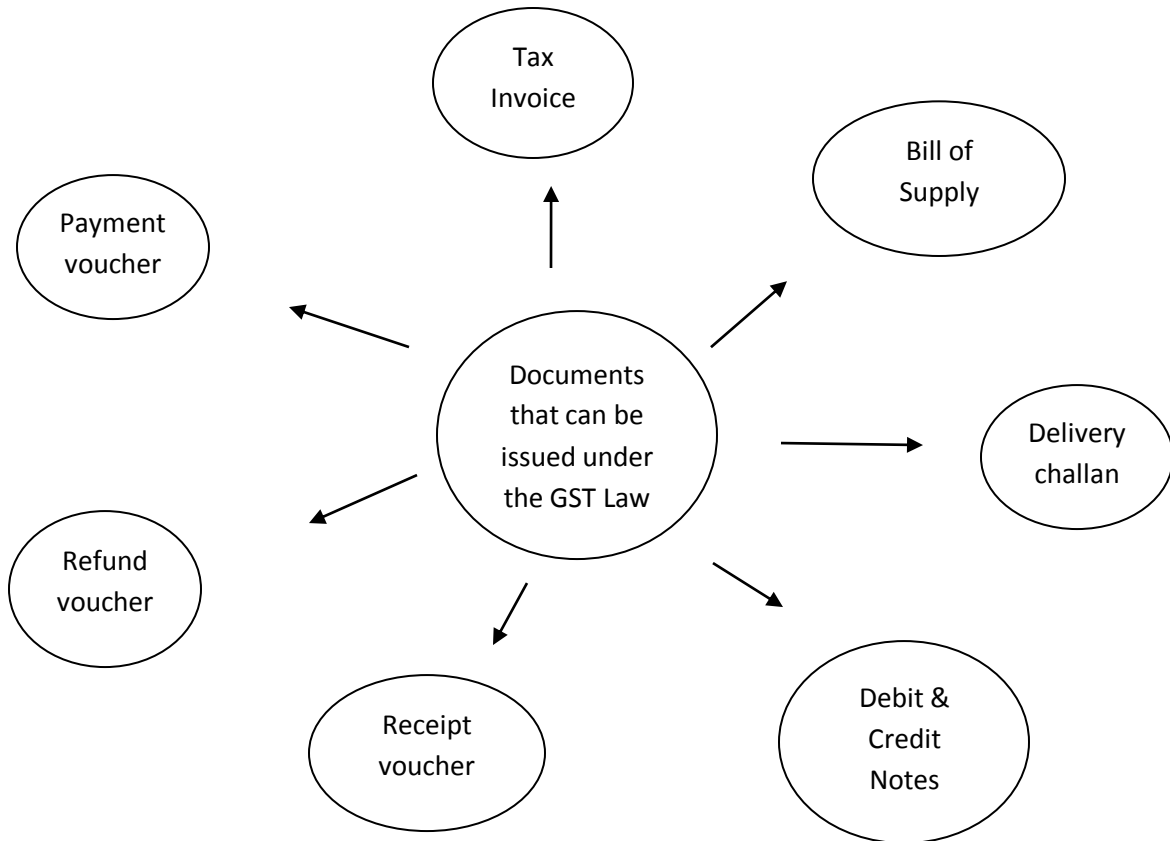 Tax
Invoice
Bill of
Supply
Payment
voucher
Documents
that can be
issued under
the GST Law
Delivery
challan
Refund
voucher
Receipt
voucher
Debit &
Credit
Notes